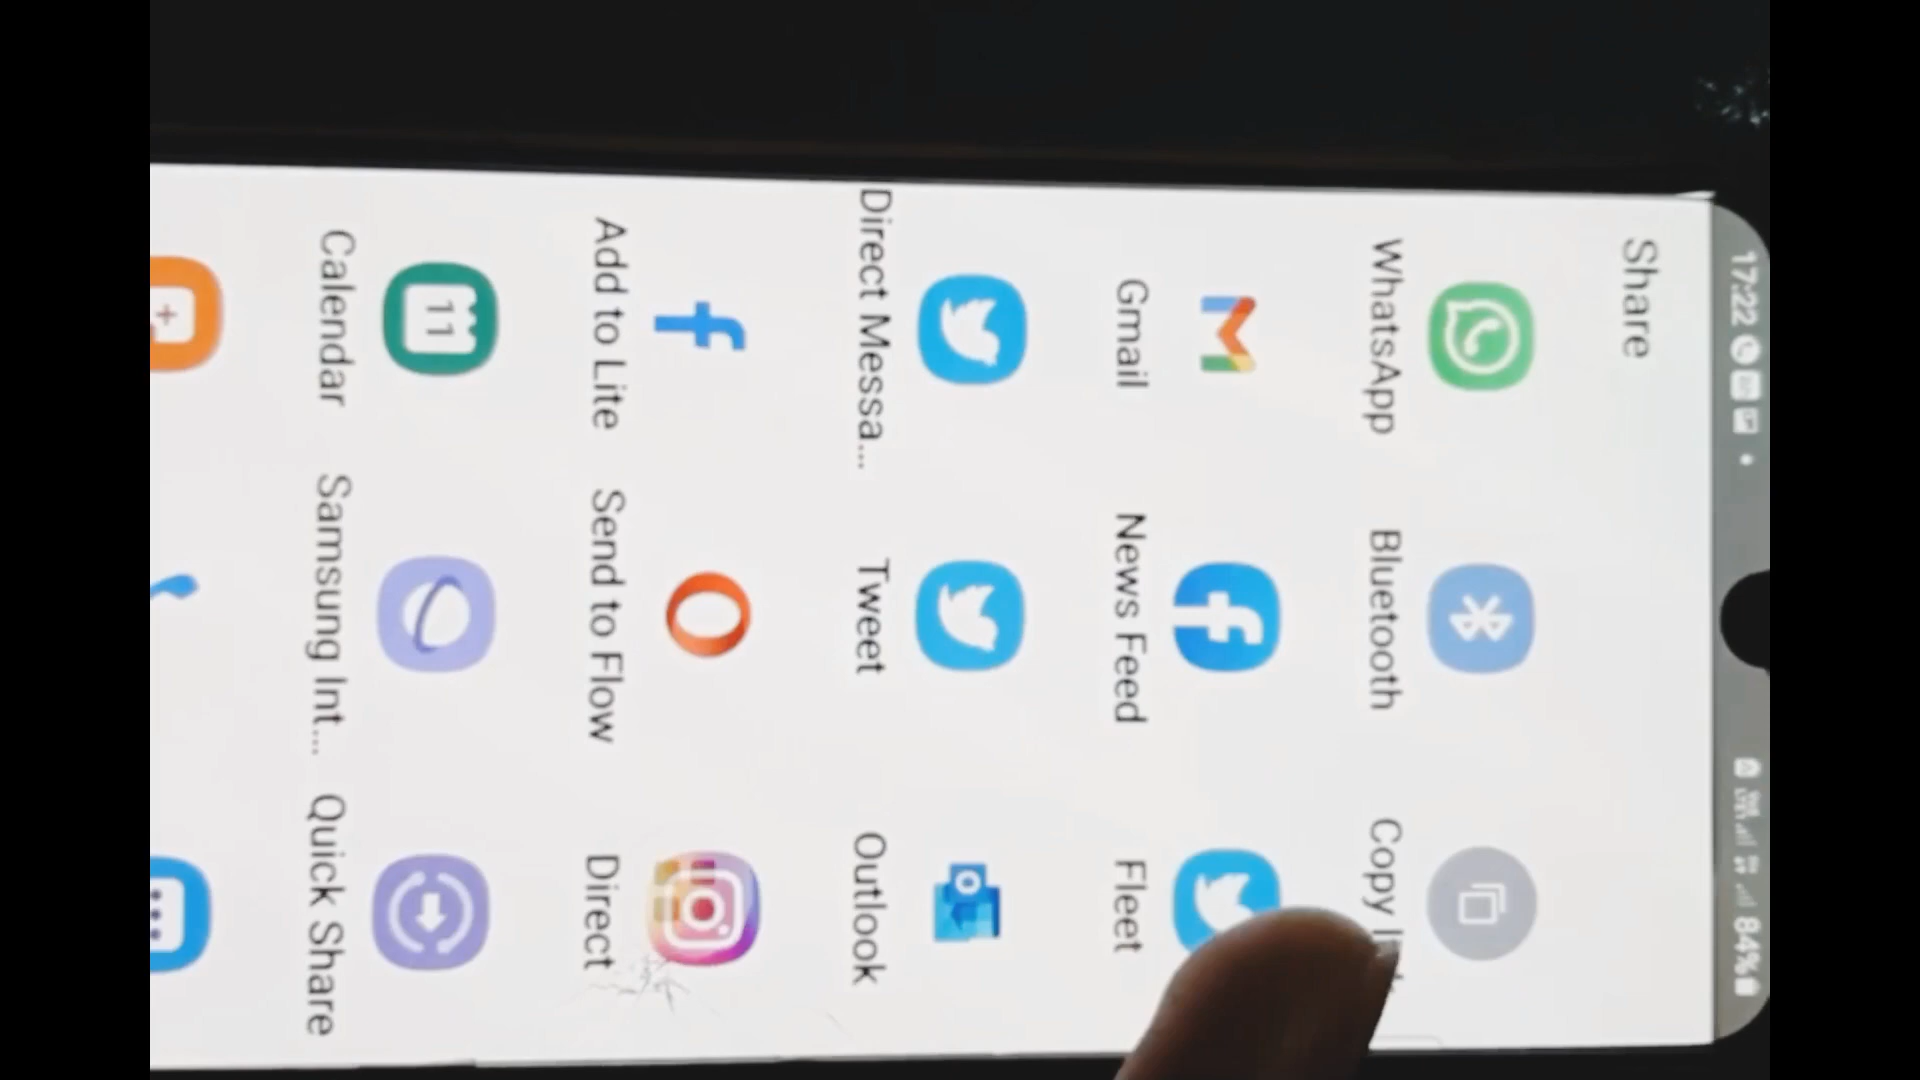 17:22 84%
Share
WhatsApp Bluetooth Copy
Gmail News Feed Fleet
Direct Messa... Tweet Outlook
Add to Lite Send to Flow Direct
11
Calendar Samsung Int... Quick Share